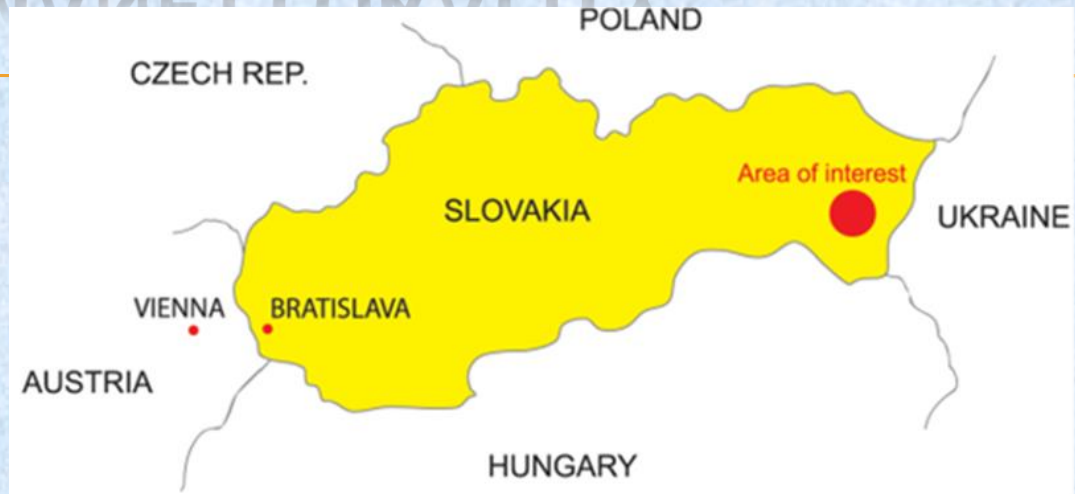 POLAND
CZECH REP.
Area of interest
SLOVAKIA
UKRAINE
VIENNA
BRATISLAVA
AUSTRIA
HUNGARY